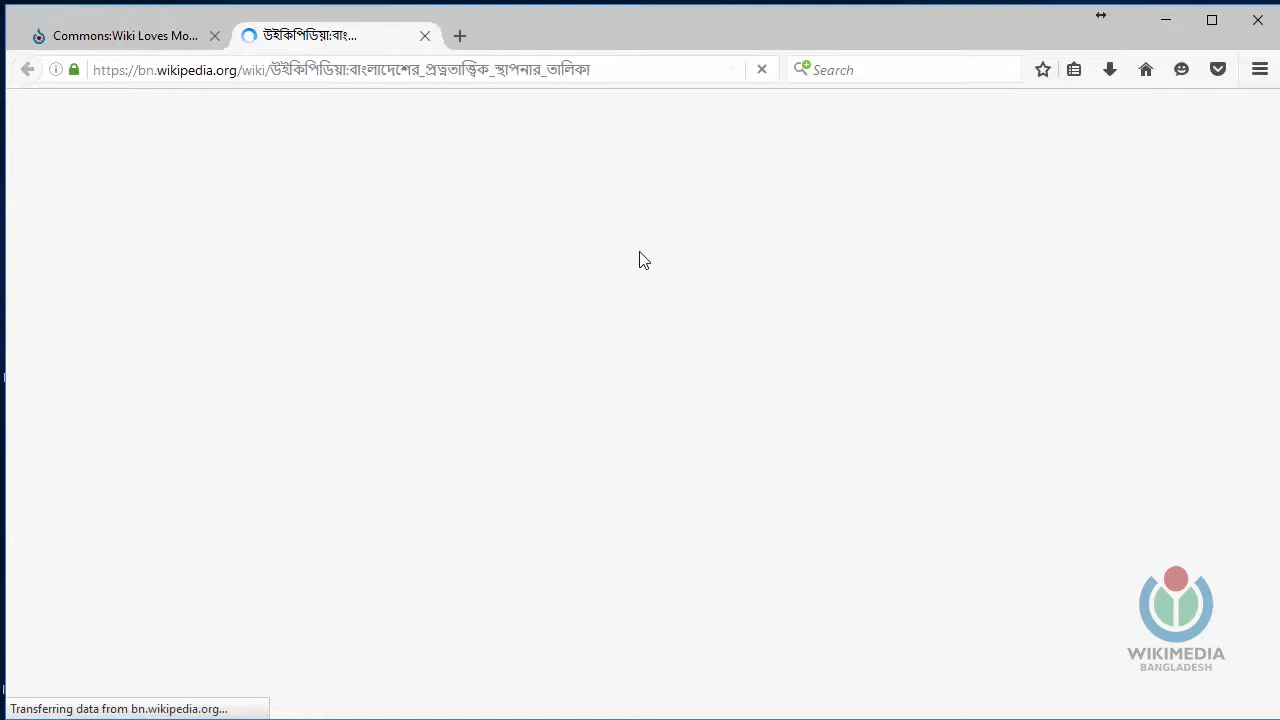 Commons:Wiki Loves Mo...
উইকিপিডিয়া:বাং...
https://bn.wikipedia.org/wiki/উইকিপিডিয়া:বাংলাদেশের_প্রত্নতাত্ত্বিক_স্থাপনার_তালিকা
Search
WIKIMEDIA
BANGLADESH
Transferring data from bn.wikipedia.org...